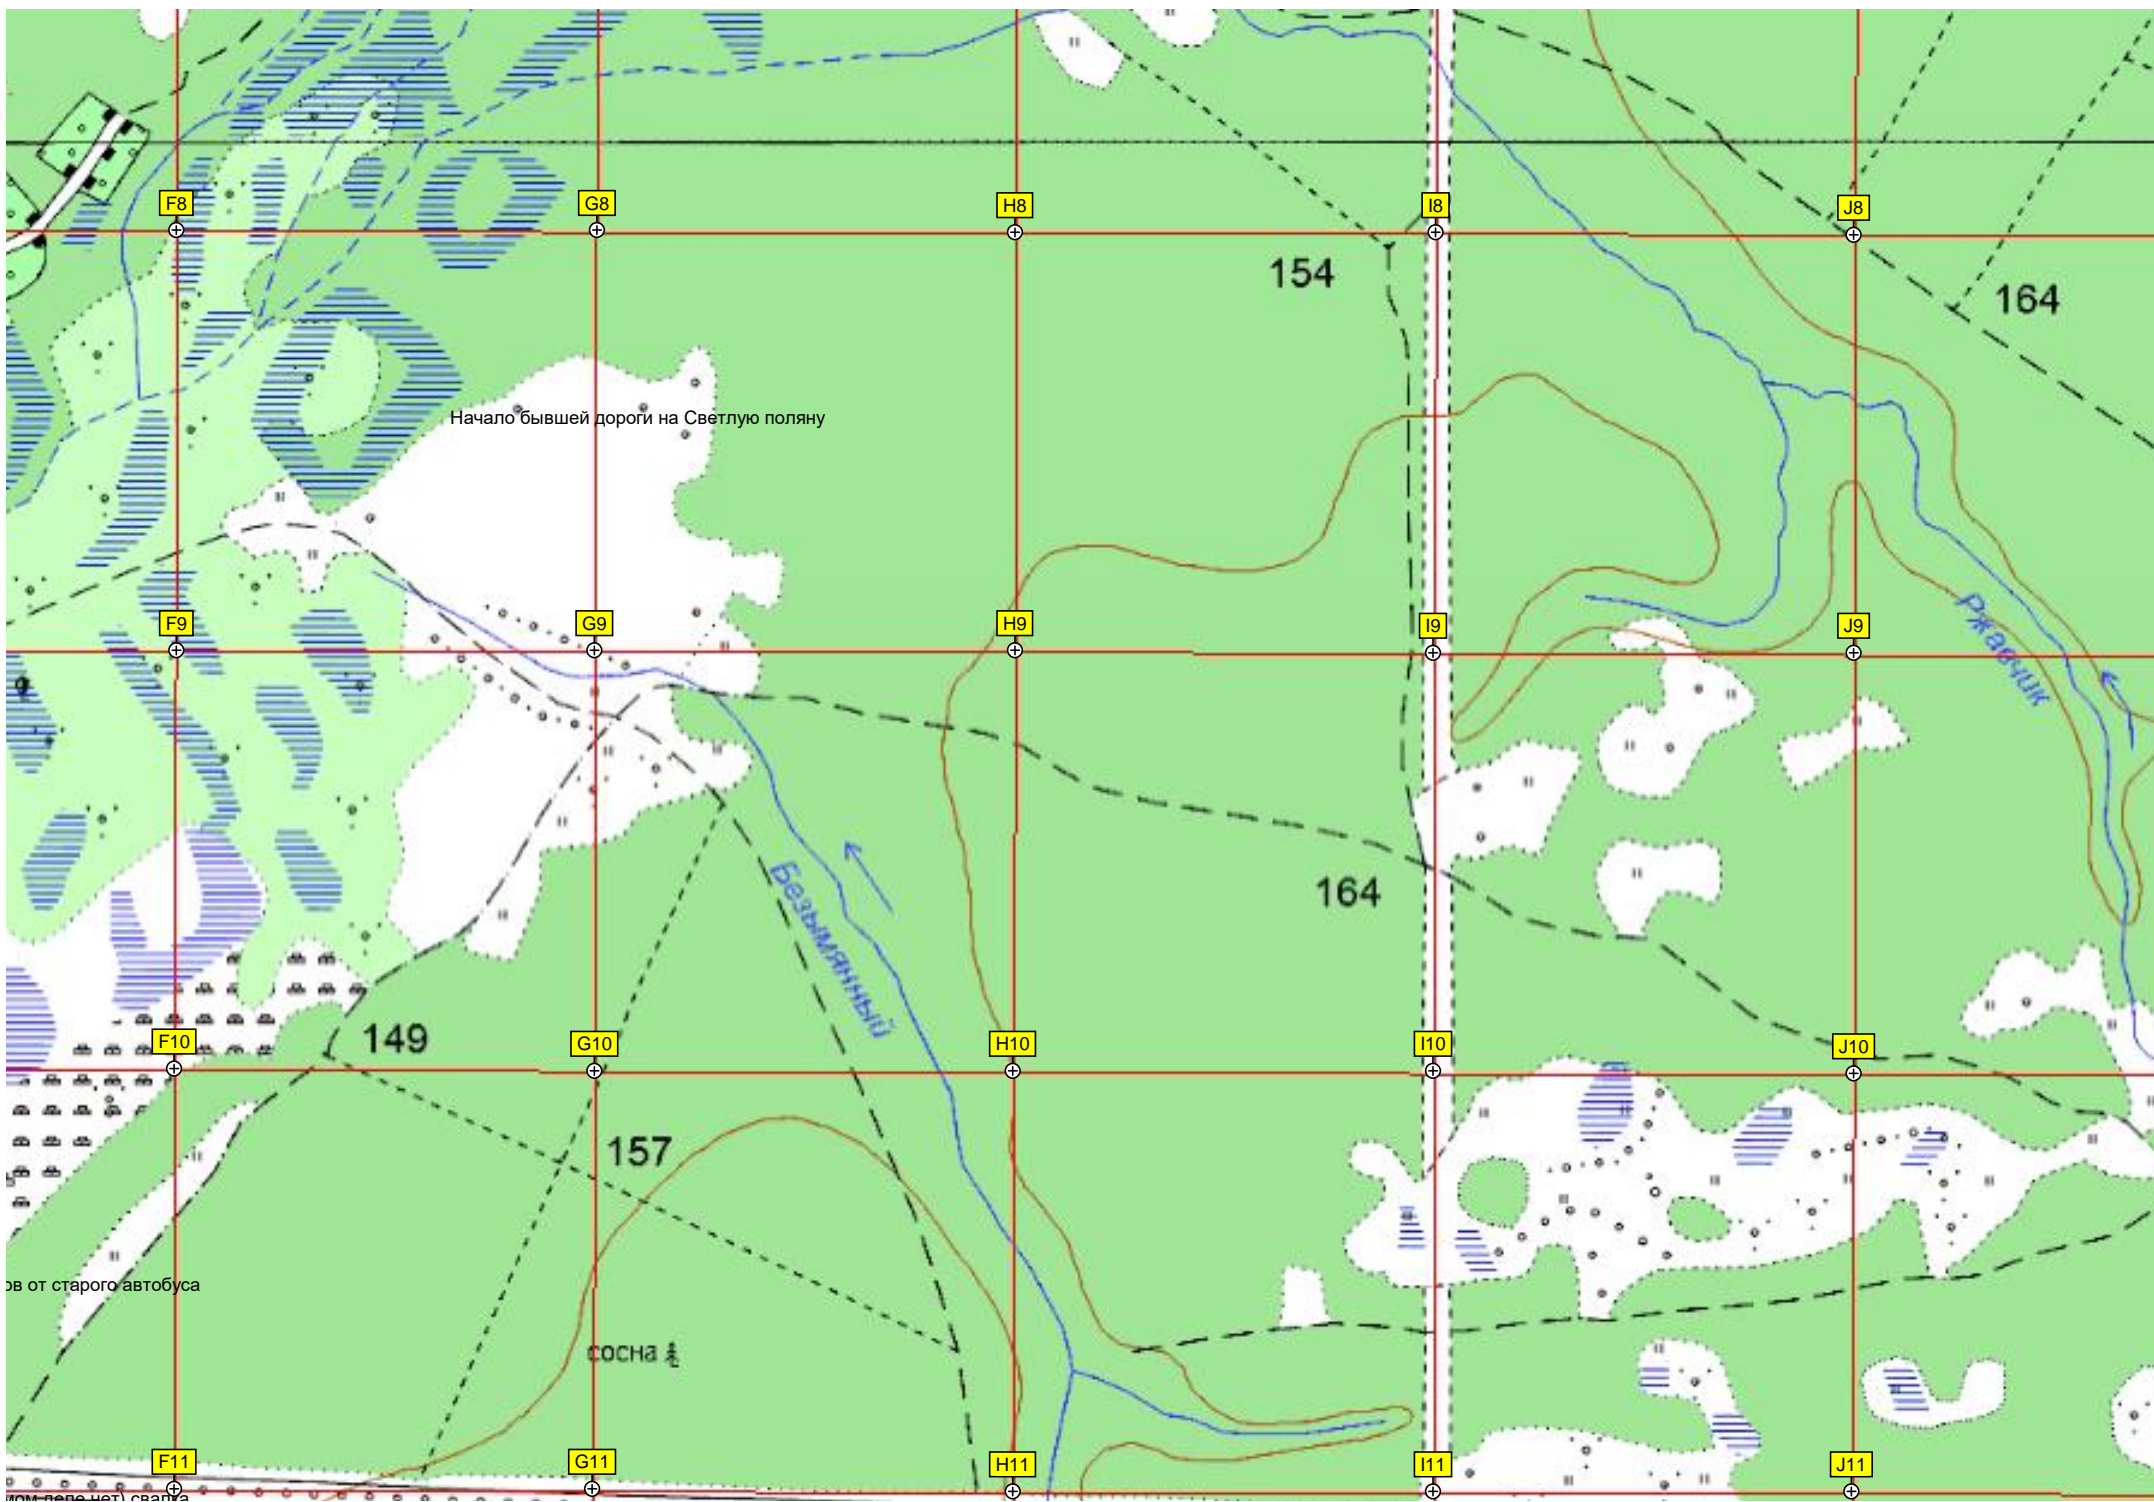 F8
G8
H8
I8
J8
154
164
Начало бывшей дороги на Светлую поляну
F9
G9
H9
I9
J9
Ржавчик
164
Безымянный
149
F10
G10
H10
I10
J10
157
ов от старого автобуса
сосна
F11
G11
H11
I11
J11
свалка